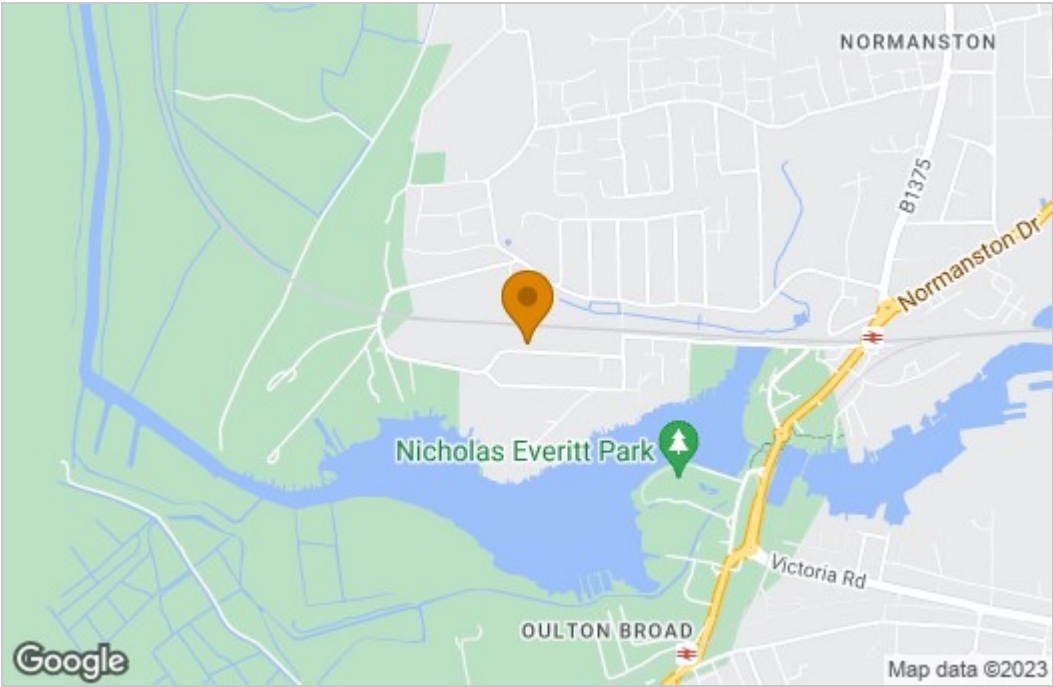 NORMANSTON
B1375
Normanston Dr
Nicholas Everitt Park
Victoria Rd
OULTON BROAD
Google
Map data ©2023